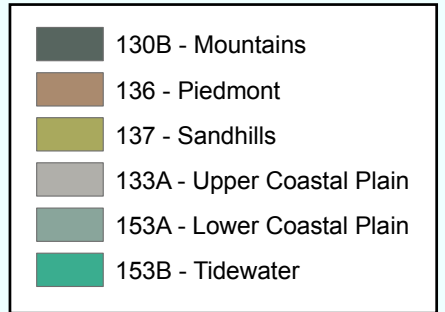 130B - Mountains
136 - Piedmont
137 - Sandhills
133A - Upper Coastal Plain
153A - Lower Coastal Plain
153B - Tidewater